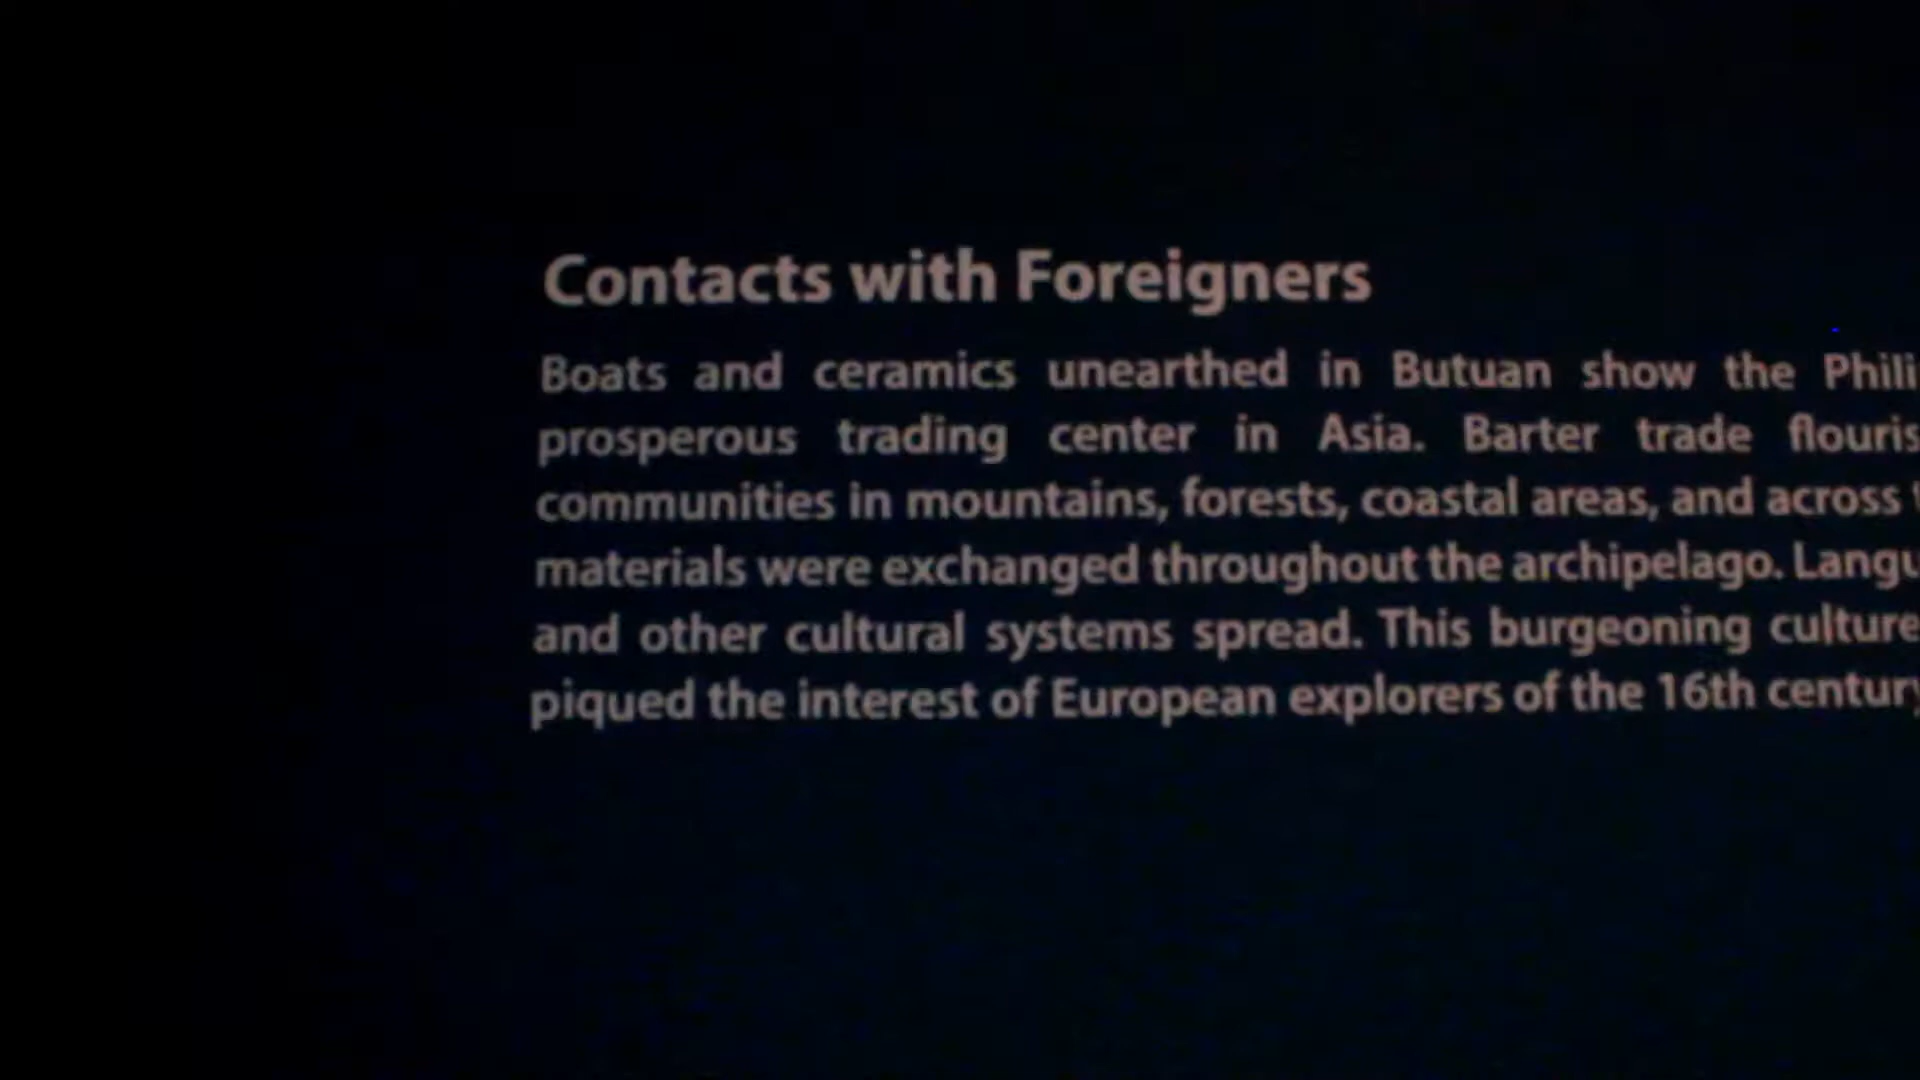 Contacts with Foreigners
Boats and ceramics unearthed in Butuan show the
prosperous trading center in Asia. Barter trade
communities in mountains, forests, coastal areas, and across
materials were exchanged throughout the archipelago.
and other cultural systems spread. This burgeoning culture
piqued the interest of European explorers of the 16th century